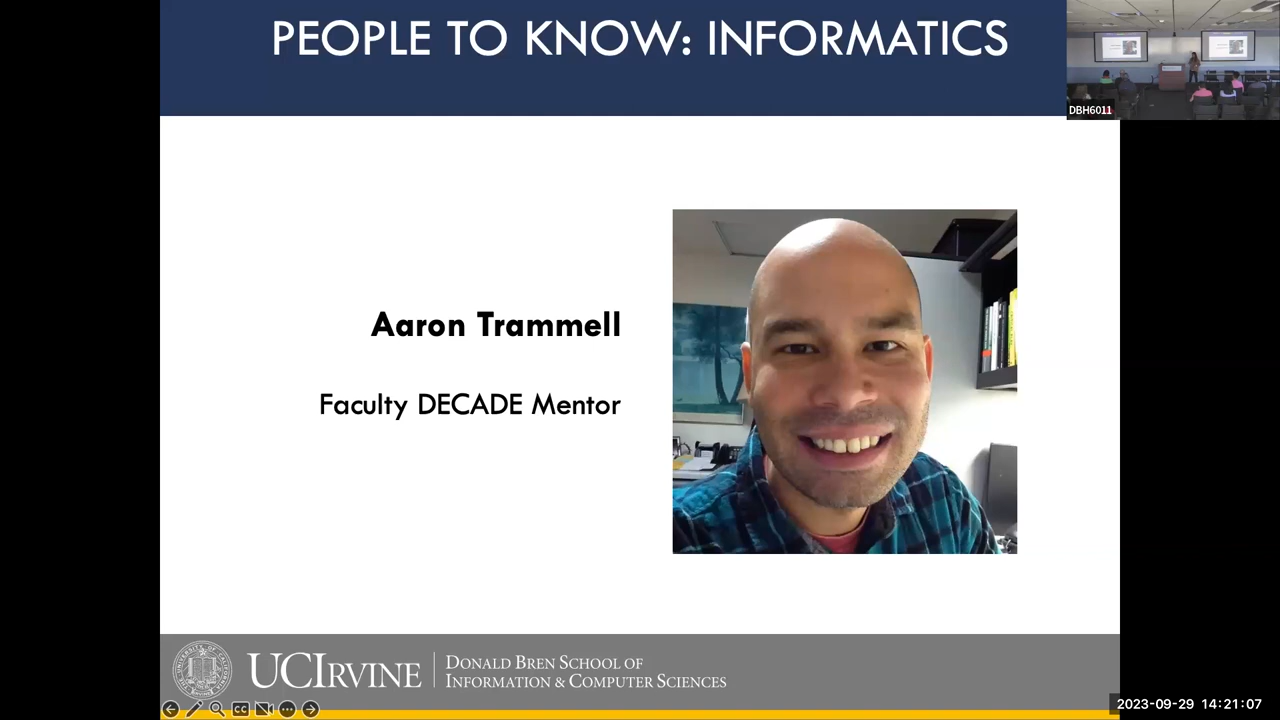 PEOPLE TO KNOW: INFORMATICS
DBH6011
Aaron Trammell
Faculty DECADE Mentor
UCIRVINE
DONALD BREN SCHOOL OF
INFORMATION & COMPUTER SCIENCES
CC
2023-09-29 14:21:07